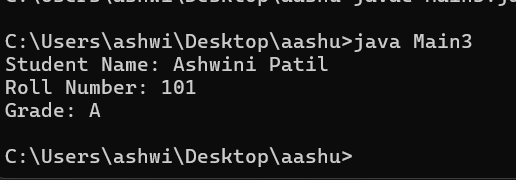 C:\Users\ashwi\Desktop\aashu>java Main3
Student Name: Ashwini Patil
Roll Number: 101
Grade: A
C:\Users\ashwi\Desktop\aashu>